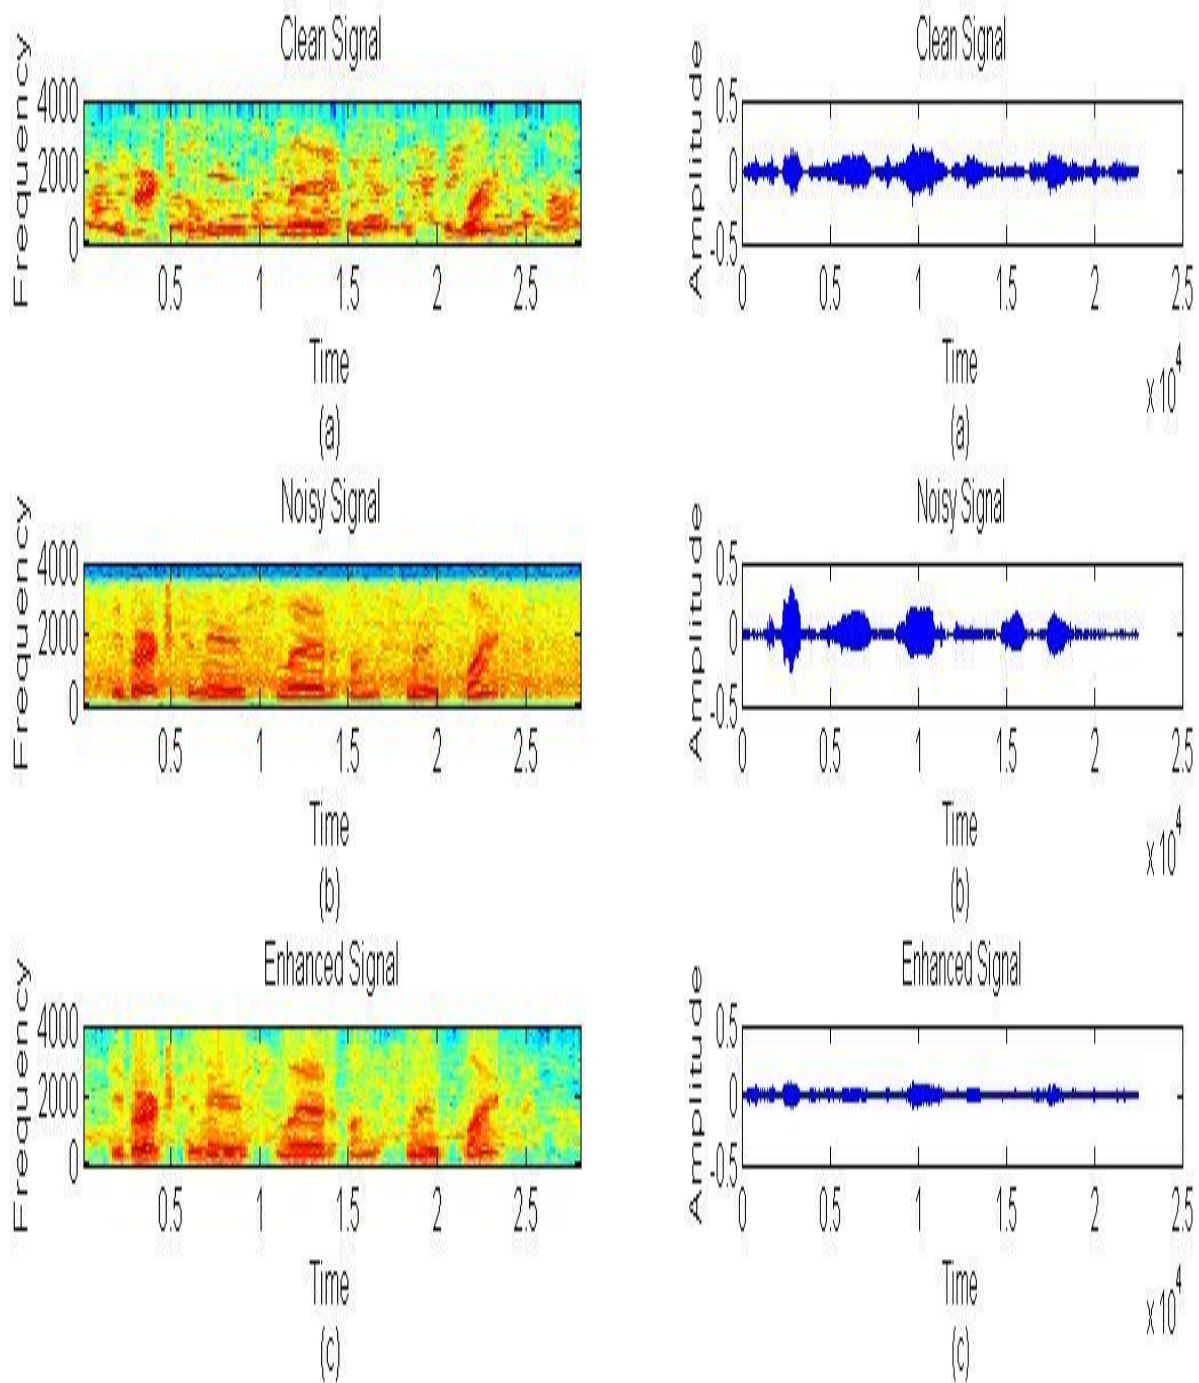 Clean Signal
Frequency
4000
2000
0
0.5 1 1.5 2 2.5
Time
(a)
Clean Signal
Amplitude
0.5
0
-0.5
0 0.5 1 1.5 2 2.5
x 10^4
Time
(a)
Noisy Signal
Frequency
4000
2000
0
0.5 1 1.5 2 2.5
Time
(b)
Noisy Signal
Amplitude
0.5
0
-0.5
0 0.5 1 1.5 2 2.5
x 10^4
Time
(b)
Enhanced Signal
Frequency
4000
2000
0
0.5 1 1.5 2 2.5
Time
(c)
Enhanced Signal
Amplitude
0.5
0
-0.5
0 0.5 1 1.5 2 2.5
x 10^4
Time
(c)